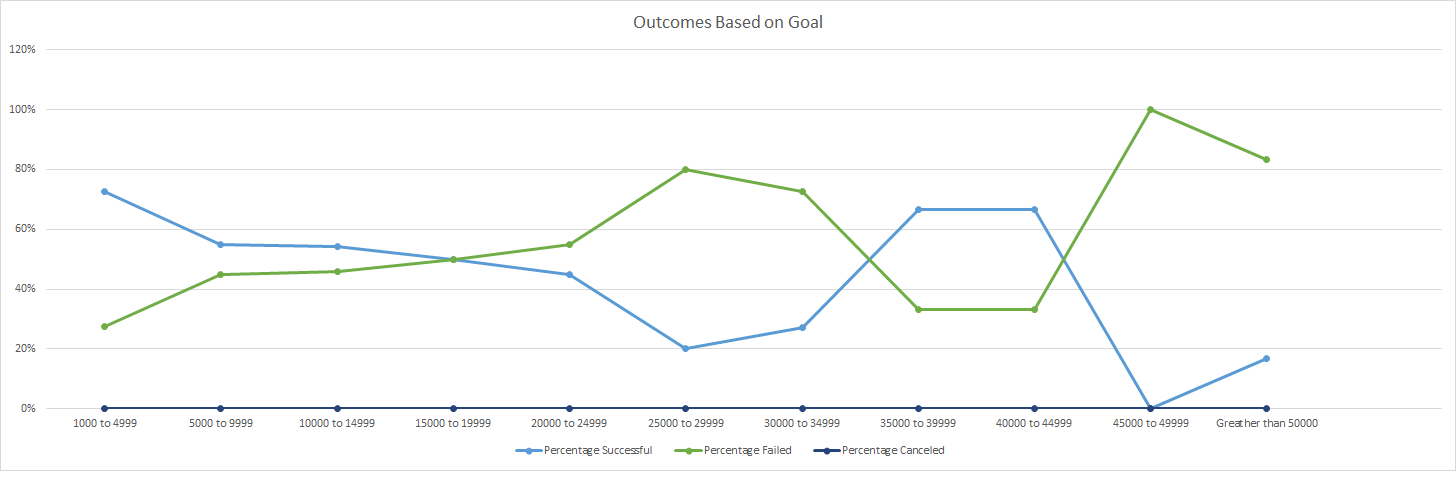 Outcomes Based on Goal
120%
100%
80%
60%
40%
20%
0%
1000 to 4999 5000 to 9999 10000 to 14999 15000 to 19999 20000 to 24999 25000 to 29999 30000 to 34999 35000 to 39999 40000 to 44999 45000 to 49999 Greather than 50000
Percentage Successful Percentage Failed Percentage Canceled